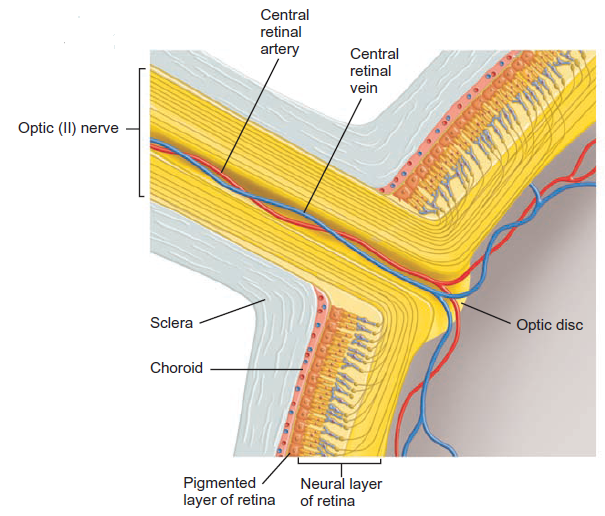 Central
retinal
artery
Central
retinal
vein
Optic (II) nerve
Sclera
Optic disc
Choroid
Pigmented
layer of retina
Neural layer
of retina